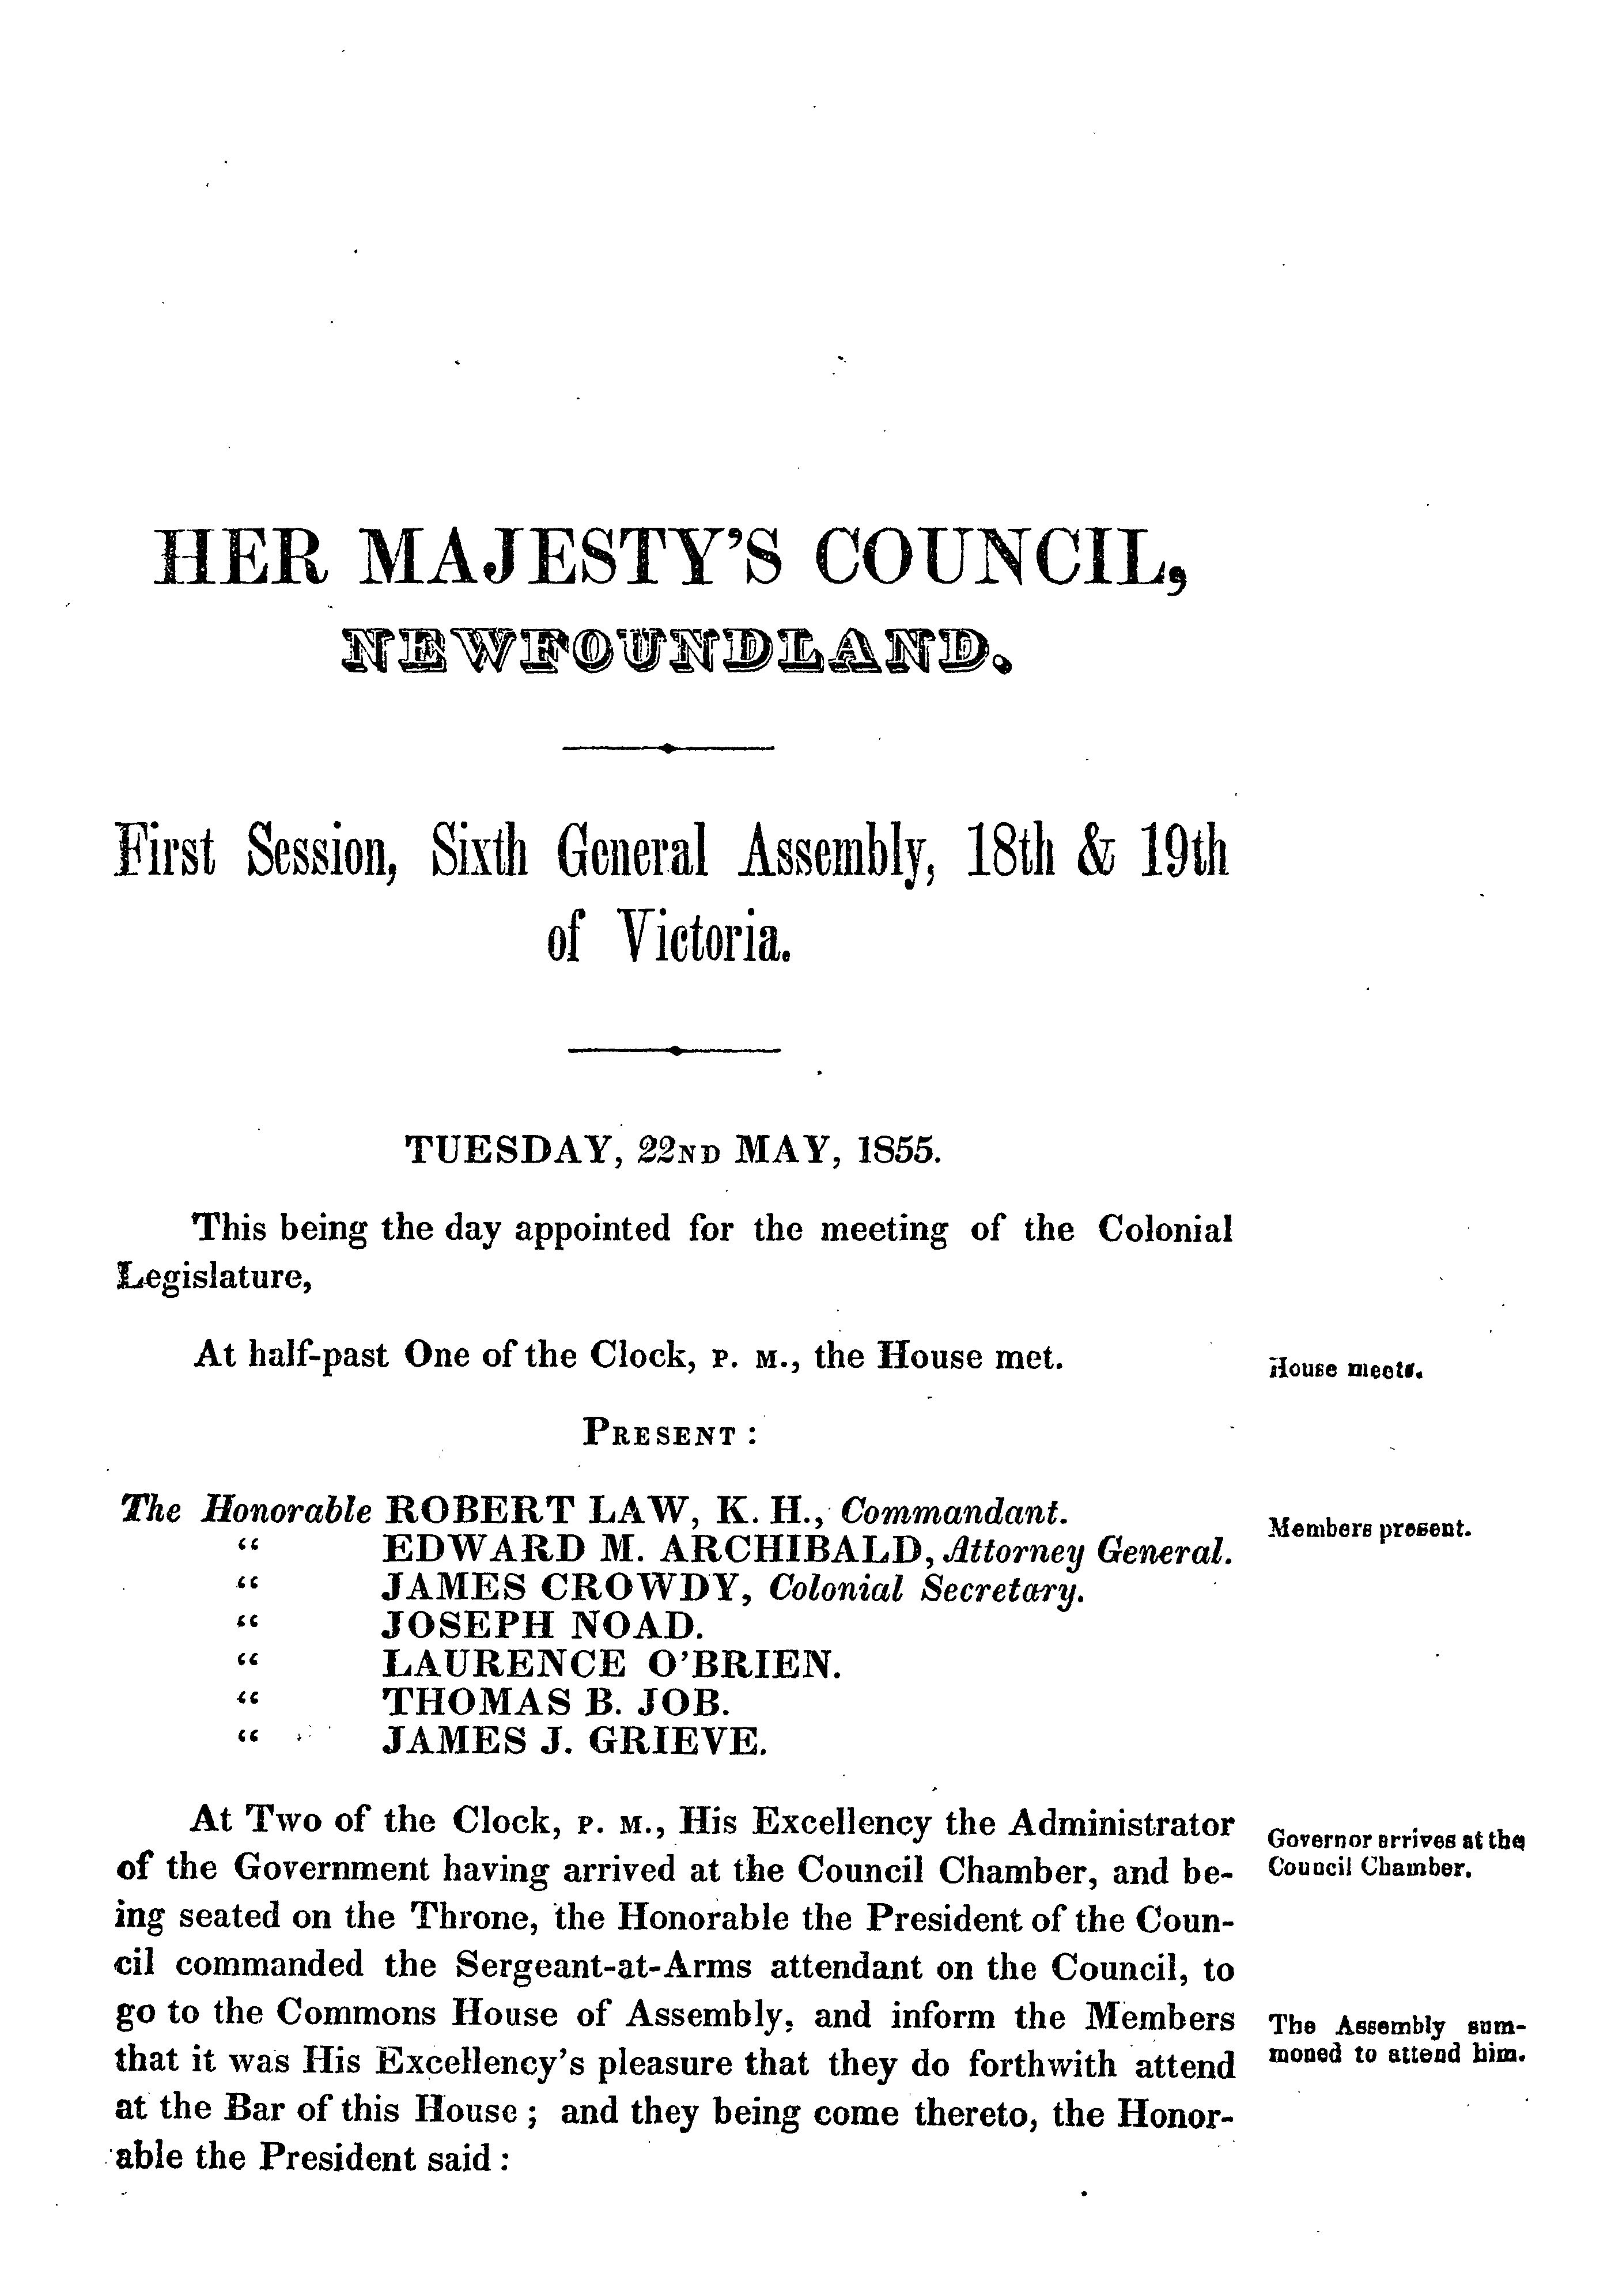 HER MAJESTY'S COUNCIL,
NEWFOUNDLAND.
First Session, Sixth General Assembly, 18th & 19th
of Victoria.
TUESDAY, 22ND MAY, 1855.
This being the day appointed for the meeting of the Colonial
Legislature,
At half-past One of the Clock, P. M., the House met.
House meets.
PRESENT:
The Honorable ROBERT LAW, K. H., Commandant.
Members present.
“ EDWARD M. ARCHIBALD, Attorney General.
“ JAMES CROWDY, Colonial Secretary.
“ JOSEPH NOAD.
“ LAURENCE O'BRIEN.
“ THOMAS B. JOB.
“ JAMES J. GRIEVE.
At Two of the Clock, P. M., His Excellency the Administrator
of the Government having arrived at the Council Chamber, and be-
ing seated on the Throne, the Honorable the President of the Coun-
cil commanded the Sergeant-at-Arms attendant on the Council, to
go to the Commons House of Assembly, and inform the Members
that it was His Excellency's pleasure that they do forthwith attend
at the Bar of this House; and they being come thereto, the Honor-
able the President said:
Governor arrives at the
Council Chamber.
The Assembly sum-
moned to attend him.